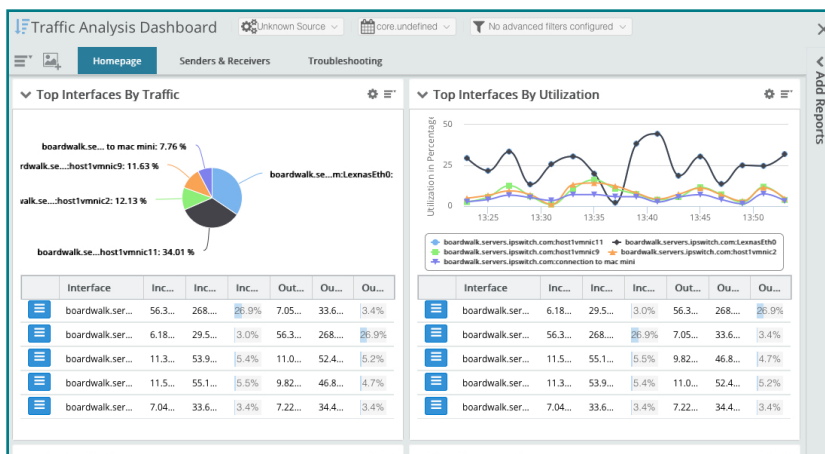 Traffic Analysis Dashboard Unknown Source core.undefined No advanced filters configured
Homepage Senders & Receivers Troubleshooting
Add Reports
Top Interfaces By Traffic
boardwalk.se... to mac mini: 7.76 %
rdwalk.se...:host1vmnic9: 11.63 %
boardwalk.se...m:LexnasEth0:
valk.se...:host1vmnic2: 12.13 %
boardwalk.se...host1vmnic11: 34.01 %
Interface Inc... Inc... Inc... Out... Ou... Ou...
boardwalk.ser... 56.3... 268.... 26.9% 7.05... 33.6... 3.4%
boardwalk.ser... 6.18... 29.5... 3.0% 56.3... 268.... 26.9%
boardwalk.ser... 11.3... 53.9... 5.4% 11.0... 52.4... 5.2%
boardwalk.ser... 11.5... 55.1... 5.5% 9.82... 46.8... 4.7%
boardwalk.ser... 7.04... 33.6... 3.4% 7.22... 34.4... 3.4%
Top Interfaces By Utilization
Utilization in Percentag
50
25
0
13:25 13:30 13:35 13:40 13:45 13:50
boardwalk.servers.ipswitch.com:host1vmnic11 boardwalk.servers.ipswitch.com:LexnasEth0
boardwalk.servers.ipswitch.com:host1vmnic9 boardwalk.servers.ipswitch.com:host1vmnic2
boardwalk.servers.ipswitch.com:connection to mac mini
Interface Inc... Inc... Inc... Out... Ou... Ou...
boardwalk.ser... 6.18... 29.5... 3.0% 56.3... 268.... 26.9%
boardwalk.ser... 56.3... 268.... 26.9% 7.05... 33.6... 3.4%
boardwalk.ser... 11.5... 55.1... 5.5% 9.82... 46.8... 4.7%
boardwalk.ser... 11.3... 53.9... 5.4% 11.0... 52.4... 5.2%
boardwalk.ser... 7.04... 33.6... 3.4% 7.22... 34.4... 3.4%